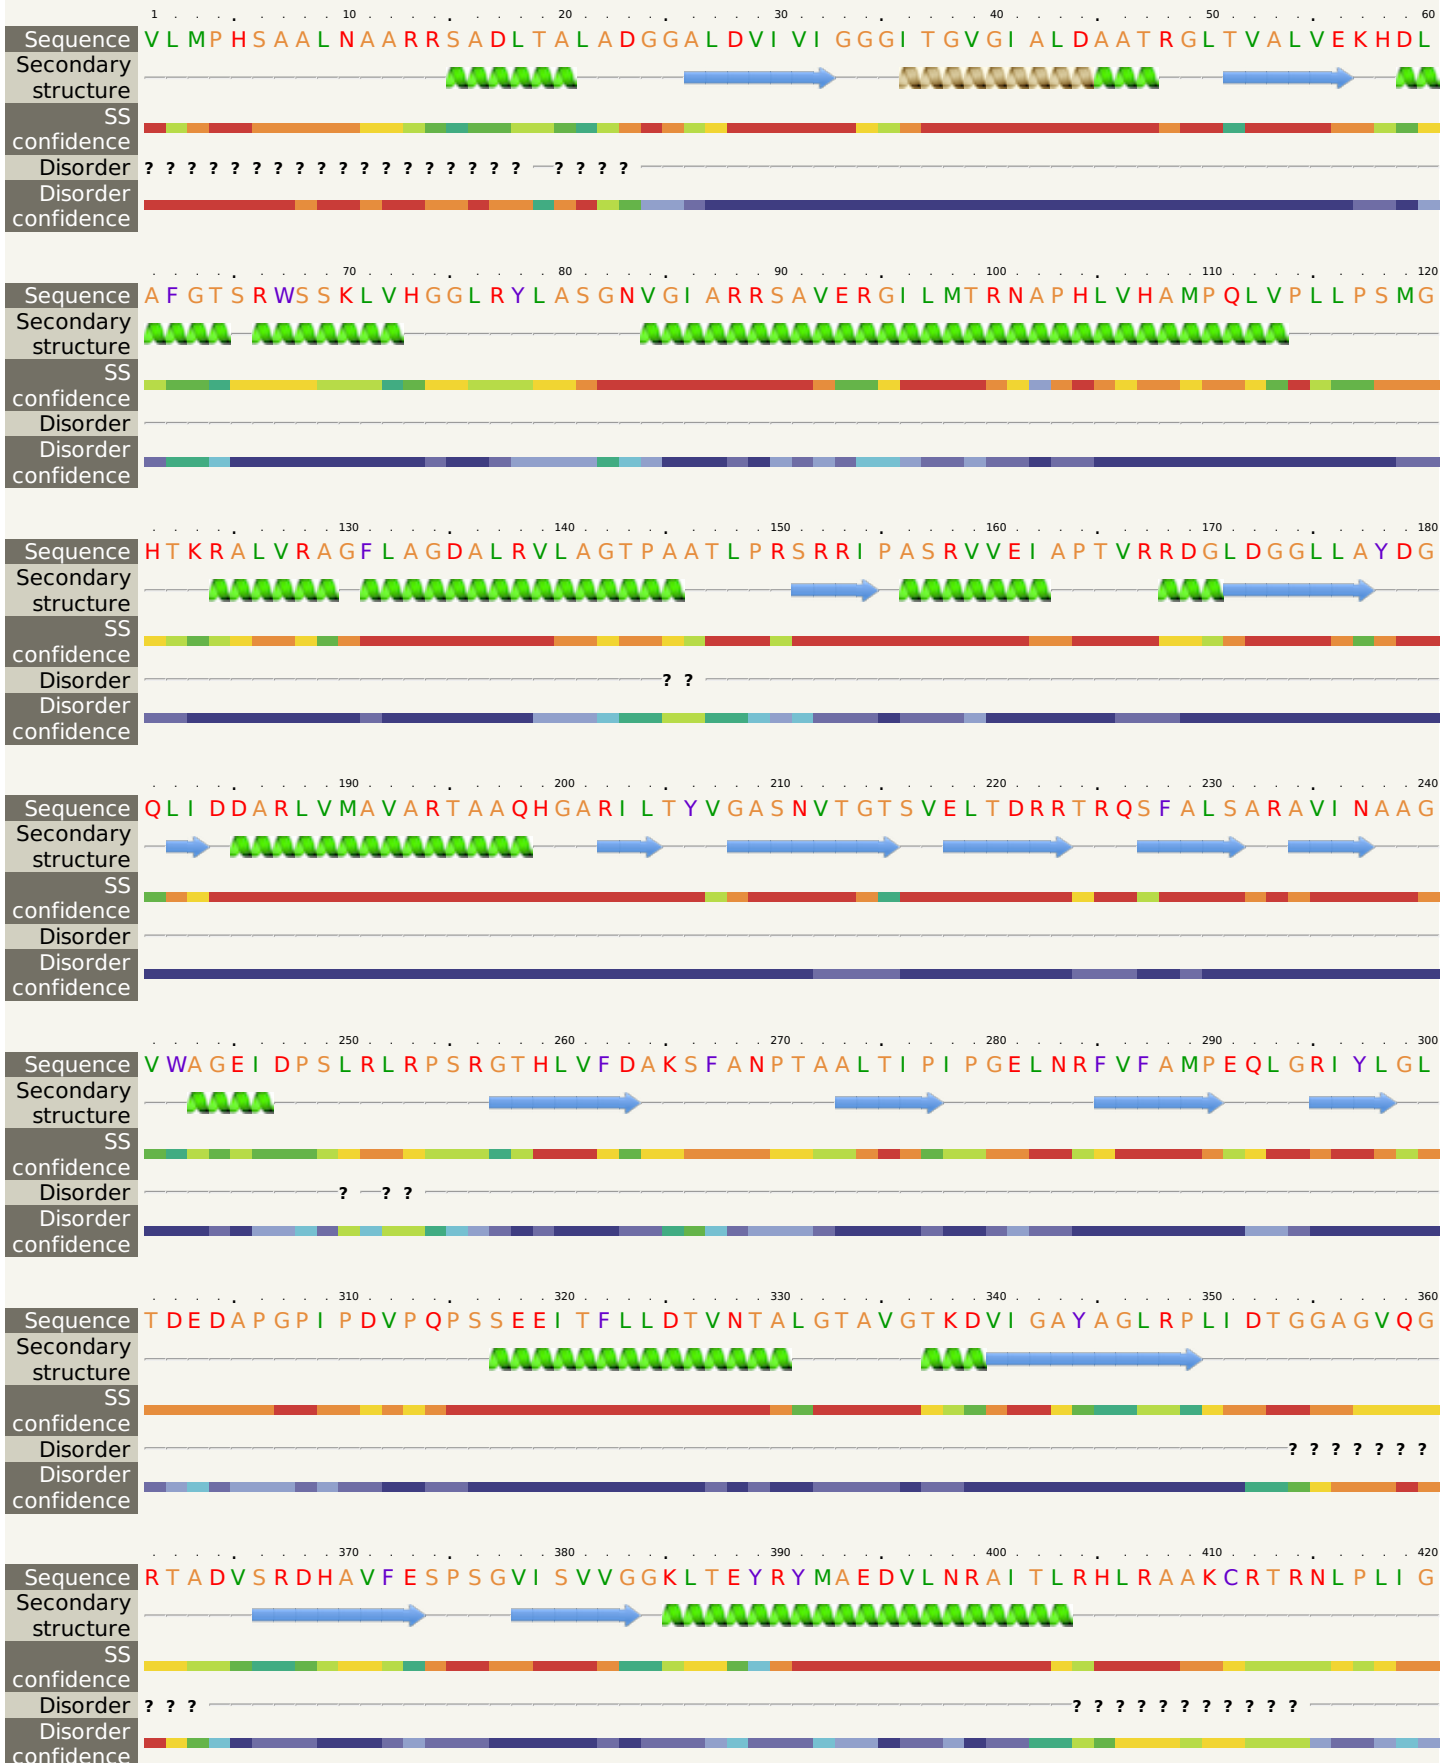 1 10 20 30 40 50 60
Sequence VLMPHSAALNAARRSADLTALADGGALDVIVIGGGITGVGIALDAATRGLTVALVEKHDL
Secondary
structure
SS
confidence
Disorder ? ? ? ? ? ? ? ? ? ? ? ? ? ? ? ? ? ? ? ? ? ?
Disorder
confidence
70 80 90 100 110 120
Sequence AFGTSRWSSKLVHGGLRYLASGNVGIARRSAVERGILMTRNAPHLVHAMPQLVPLLPSMG
Secondary
structure
SS
confidence
Disorder
Disorder
confidence
130 140 150 160 170 180
Sequence HTKRALVRAGFLAGDALRVLAGTPAATLPRSRRIPASRVVEIAPTVRRDGLDGGLLAYDG
Secondary
structure
SS
confidence
Disorder ? ?
Disorder
confidence
190 200 210 220 230 240
Sequence QLIDDARLVMAVARTAAQHGARILTYVGASNVTGTSVELTDRRTRQSFALSARAVINAAG
Secondary
structure
SS
confidence
Disorder
Disorder
confidence
250 260 270 280 290 300
Sequence VWAGEIDPSLRLRPSRGTHLVFDAKSFANPTAALTIPIPGELNRFVFAMPEQLGRIYLGL
Secondary
structure
SS
confidence
Disorder ? ? ?
Disorder
confidence
310 320 330 340 350 360
Sequence TDEDAPGPIPDVPQPSSEEITFLLDTVNTALGTAVGTKDVIGAYAGLRPLIDTGGAGVQG
Secondary
structure
SS
confidence
Disorder ? ? ? ? ? ? ?
Disorder
confidence
370 380 390 400 410 420
Sequence RTADVSRDHAVFESPSGVISVVGGKLTEYRYMAEDVLNRAITLRHLRAAKCRTRNLPLIG
Secondary
structure
SS
confidence
Disorder ? ? ? ? ? ? ? ? ? ? ? ? ? ?
Disorder
confidence